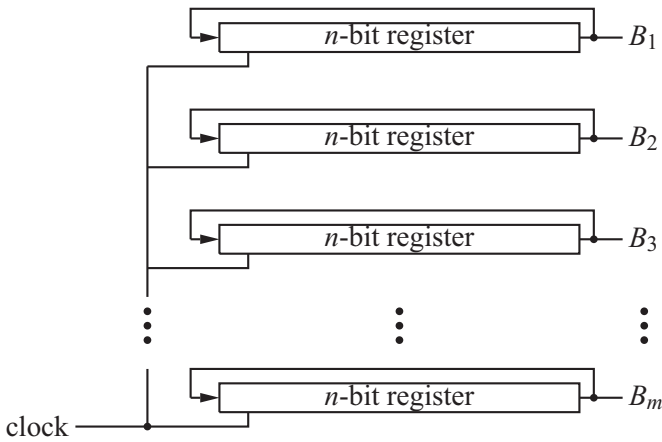 n-bit register B1
n-bit register B2
n-bit register B3
n-bit register Bm
clock